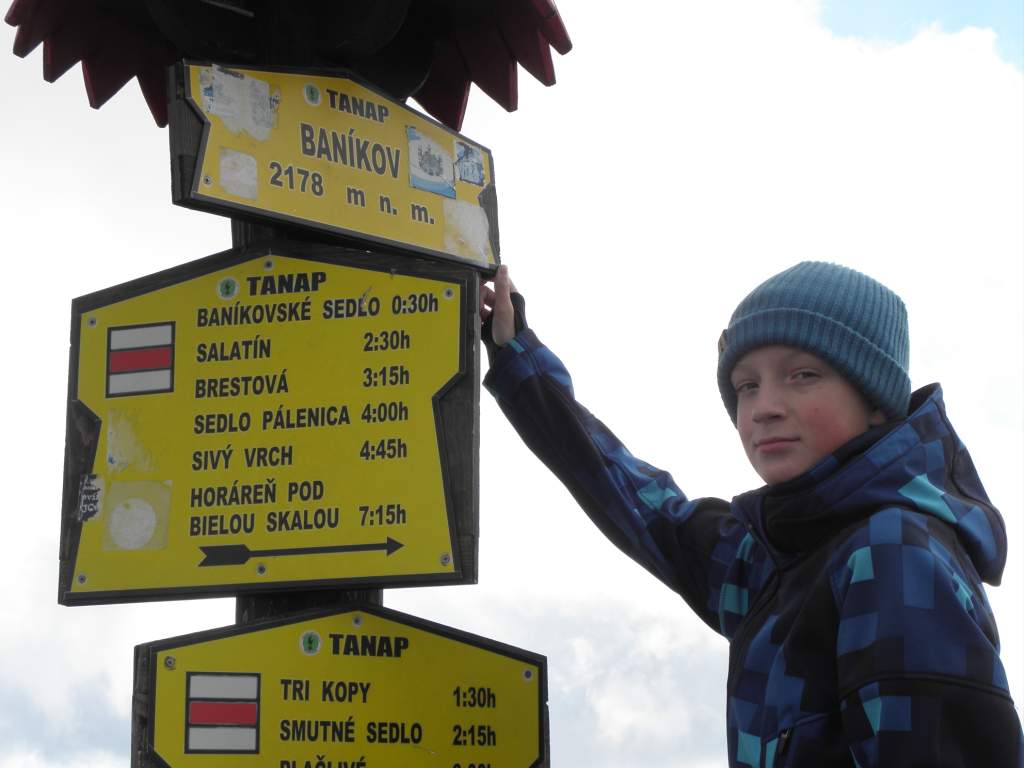 TANAP
BANÍKOV
2178 m n. m.
TANAP
BANÍKOVSKÉ SEDLO 0:30h
SALATÍN 2:30h
BRESTOVÁ 3:15h
SEDLO PÁLENICA 4:00h
SIVÝ VRCH 4:45h
HORÁREŇ POD
BIELOU SKALOU 7:15h
TANAP
TRI KOPY 1:30h
SMUTNÉ SEDLO 2:15h
PLAČLIVÉ